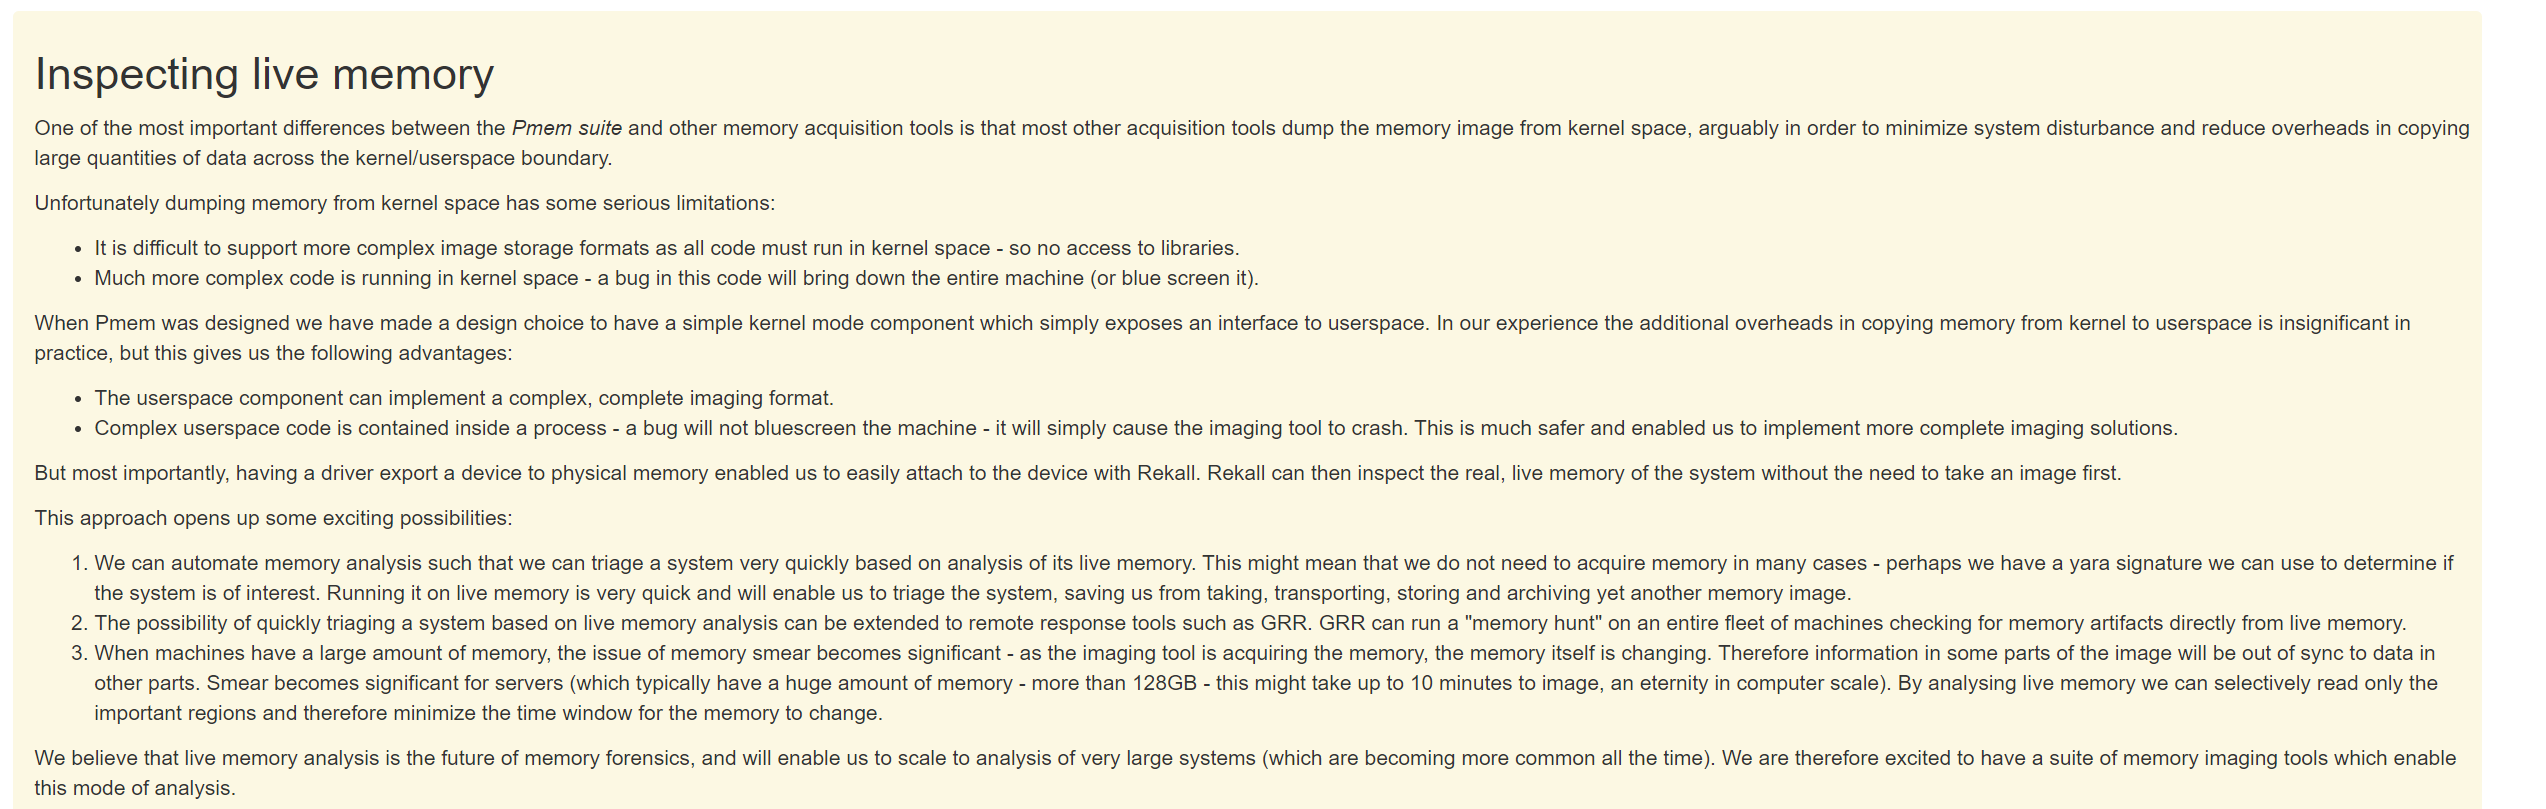 Inspecting live memory
One of the most important differences between the Pmem suite and other memory acquisition tools is that most other acquisition tools dump the memory image from kernel space, arguably in order to minimize system disturbance and reduce overheads in copying
large quantities of data across the kernel/userspace boundary.
Unfortunately dumping memory from kernel space has some serious limitations:
• It is difficult to support more complex image storage formats as all code must run in kernel space - so no access to libraries.
• Much more complex code is running in kernel space - a bug in this code will bring down the entire machine (or blue screen it).
When Pmem was designed we have made a design choice to have a simple kernel mode component which simply exposes an interface to userspace. In our experience the additional overheads in copying memory from kernel to userspace is insignificant in
practice, but this gives us the following advantages:
• The userspace component can implement a complex, complete imaging format.
• Complex userspace code is contained inside a process - a bug will not bluescreen the machine - it will simply cause the imaging tool to crash. This is much safer and enabled us to implement more complete imaging solutions.
But most importantly, having a driver export a device to physical memory enabled us to easily attach to the device with Rekall. Rekall can then inspect the real, live memory of the system without the need to take an image first.
This approach opens up some exciting possibilities:
1. We can automate memory analysis such that we can triage a system very quickly based on analysis of its live memory. This might mean that we do not need to acquire memory in many cases - perhaps we have a yara signature we can use to determine if
the system is of interest. Running it on live memory is very quick and will enable us to triage the system, saving us from taking, transporting, storing and archiving yet another memory image.
2. The possibility of quickly triaging a system based on live memory analysis can be extended to remote response tools such as GRR. GRR can run a "memory hunt" on an entire fleet of machines checking for memory artifacts directly from live memory.
3. When machines have a large amount of memory, the issue of memory smear becomes significant - as the imaging tool is acquiring the memory, the memory itself is changing. Therefore information in some parts of the image will be out of sync to data in
other parts. Smear becomes significant for servers (which typically have a huge amount of memory - more than 128GB - this might take up to 10 minutes to image, an eternity in computer scale). By analysing live memory we can selectively read only the
important regions and therefore minimize the time window for the memory to change.
We believe that live memory analysis is the future of memory forensics, and will enable us to scale to analysis of very large systems (which are becoming more common all the time). We are therefore excited to have a suite of memory imaging tools which enable
this mode of analysis.